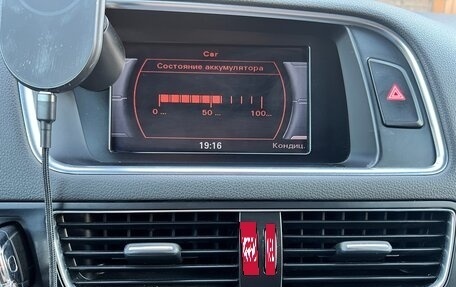 Car
Состояние аккумулятора
0 ... 50 ... 100...
19:16 Кондиц.